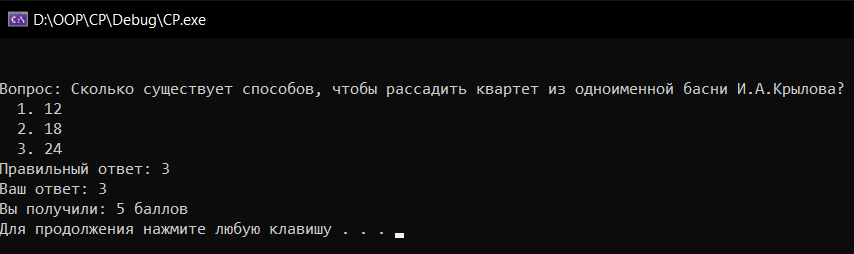 D:\OOP\CP\Debug\CP.exe
Вопрос: Сколько существует способов, чтобы рассадить квартет из одноименной басни И.А.Крылова?
1. 12
2. 18
3. 24
Правильный ответ: 3
Ваш ответ: 3
Вы получили: 5 баллов
Для продолжения нажмите любую клавишу . . .